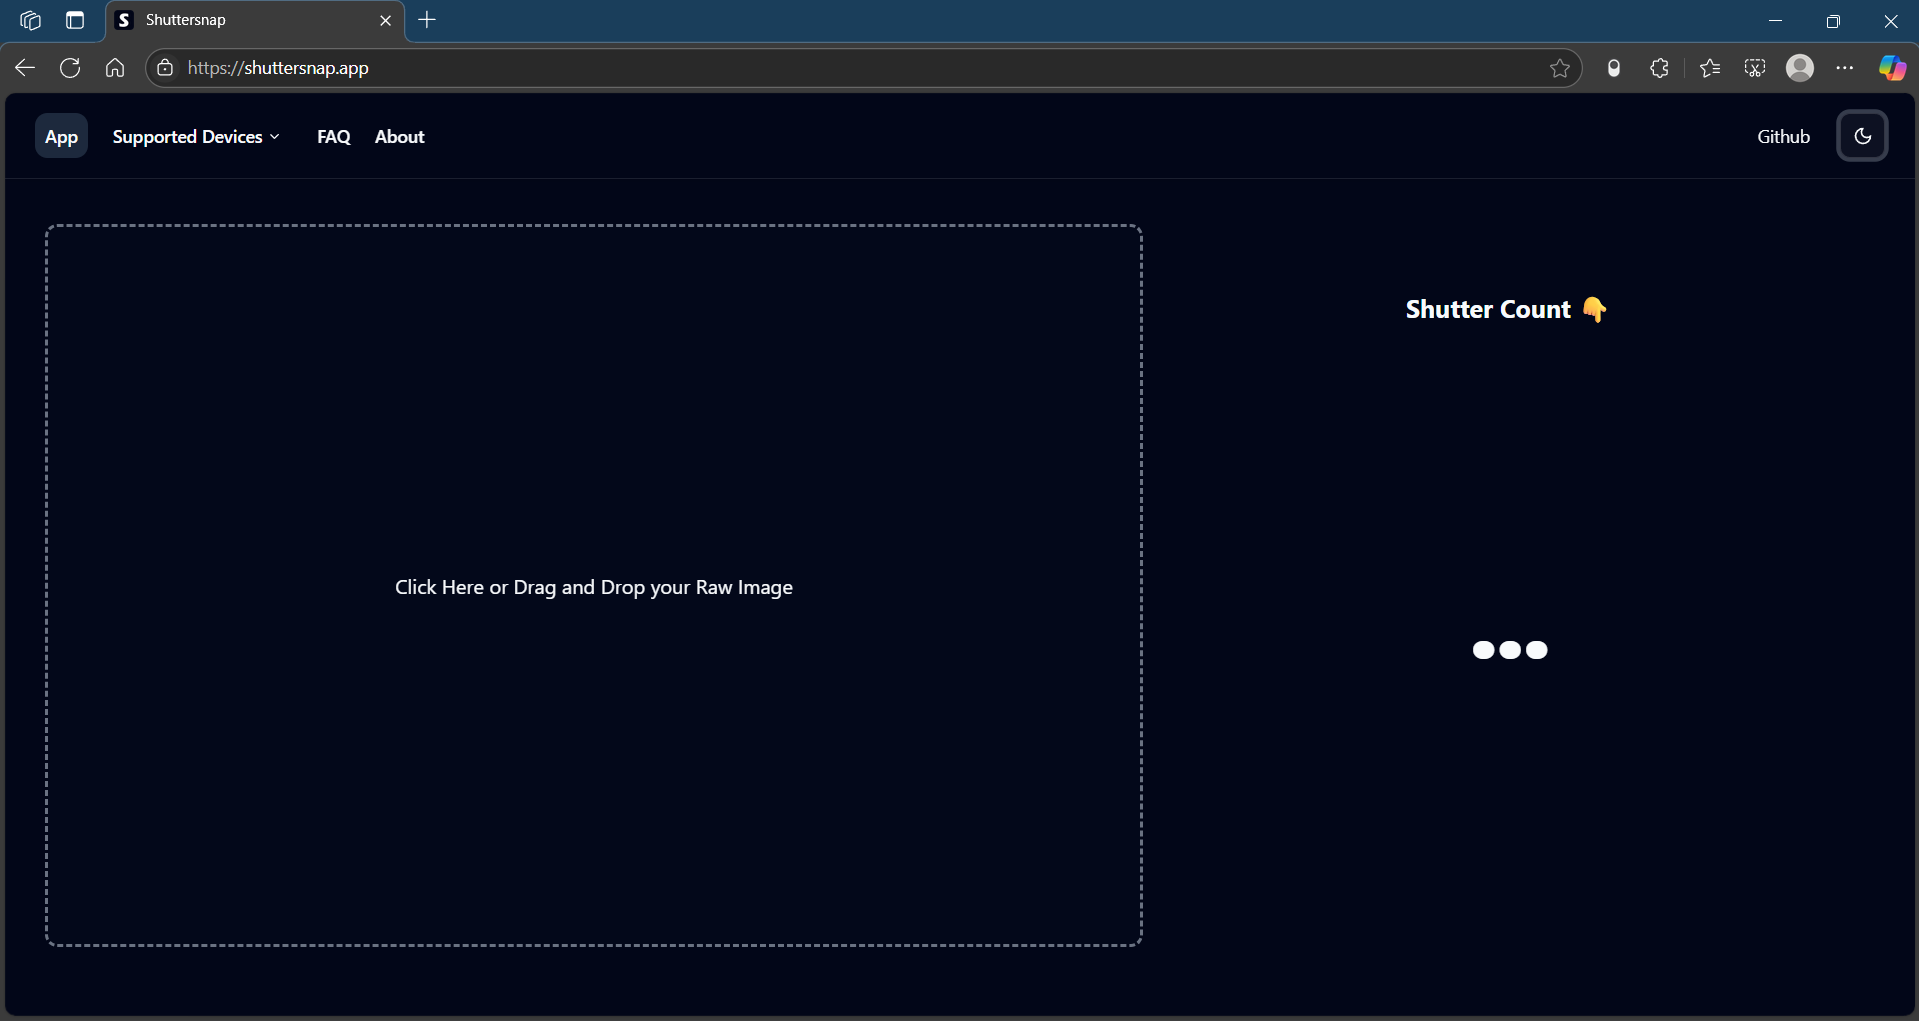 S Shuttersnap
https://shuttersnap.app
App Supported Devices FAQ About Github
Shutter Count 👇
Click Here or Drag and Drop your Raw Image